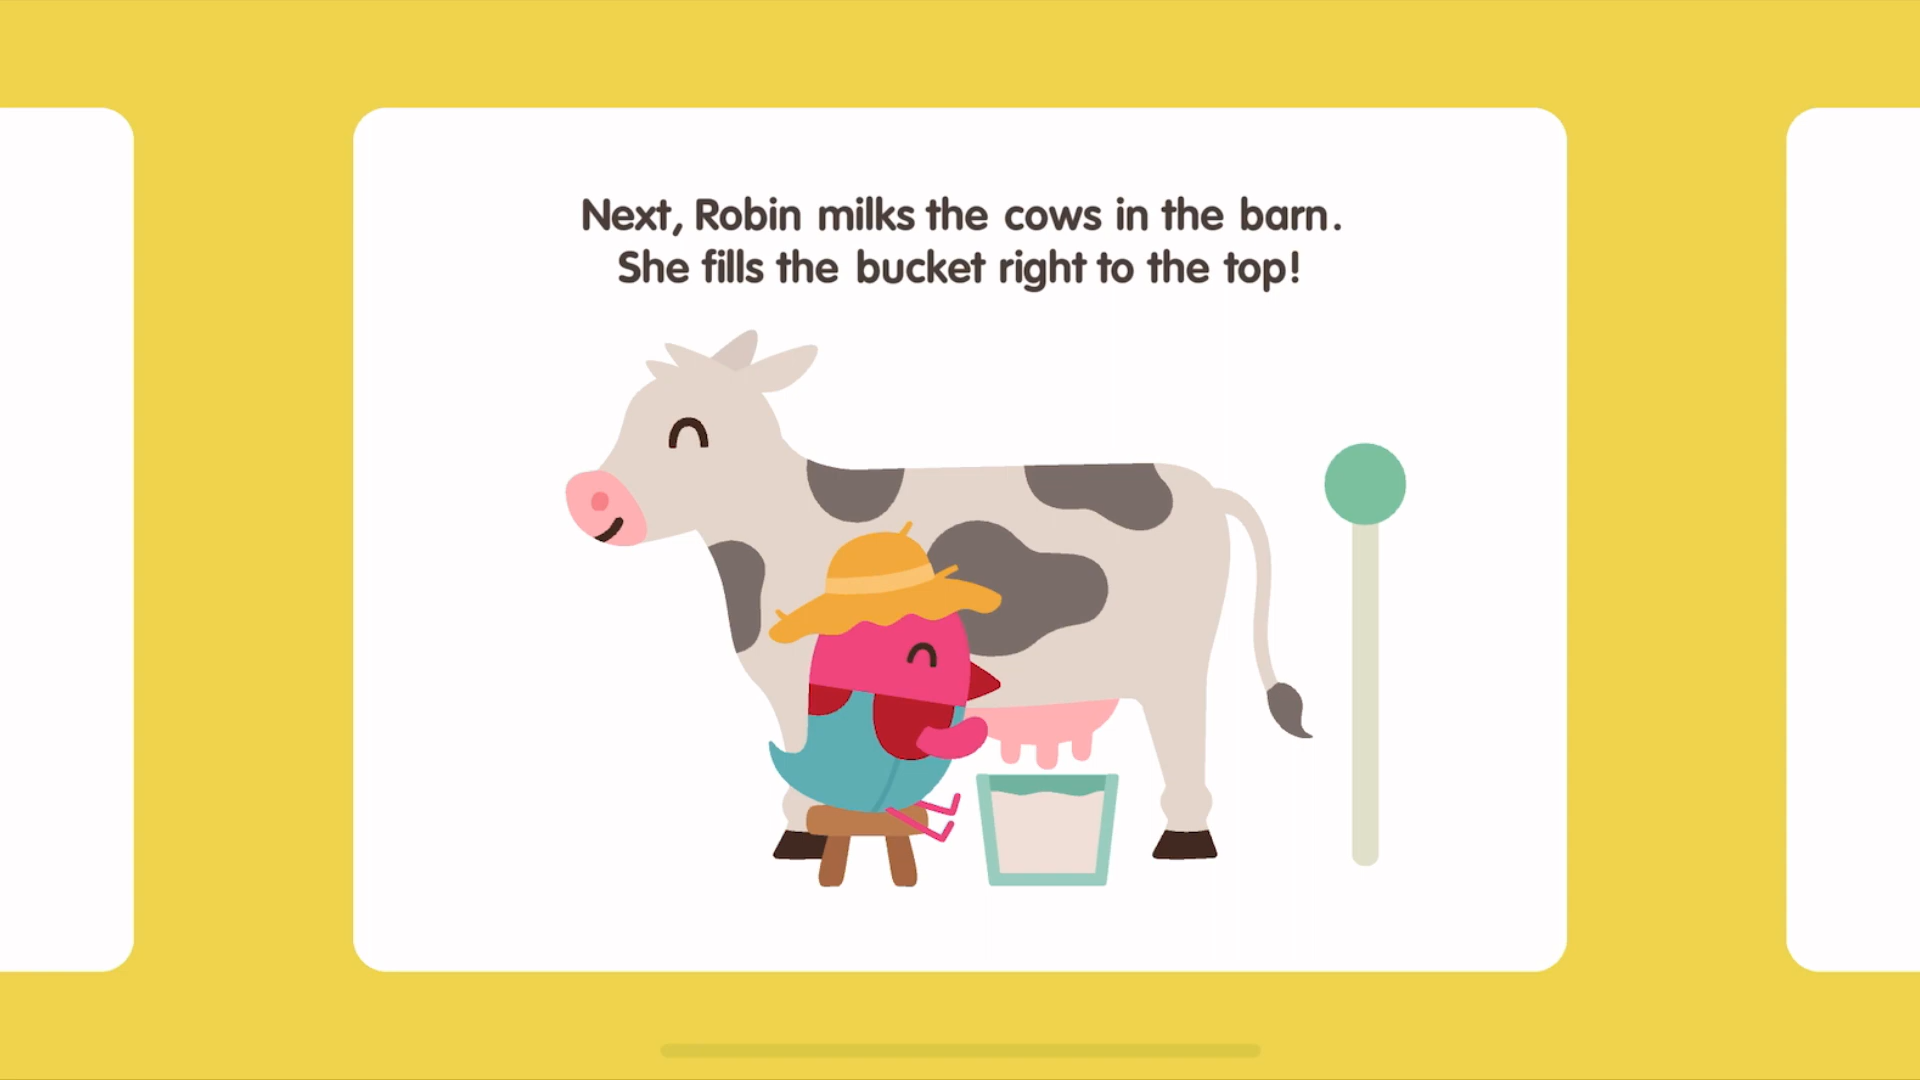 Next, Robin milks the cows in the barn.
She fills the bucket right to the top!